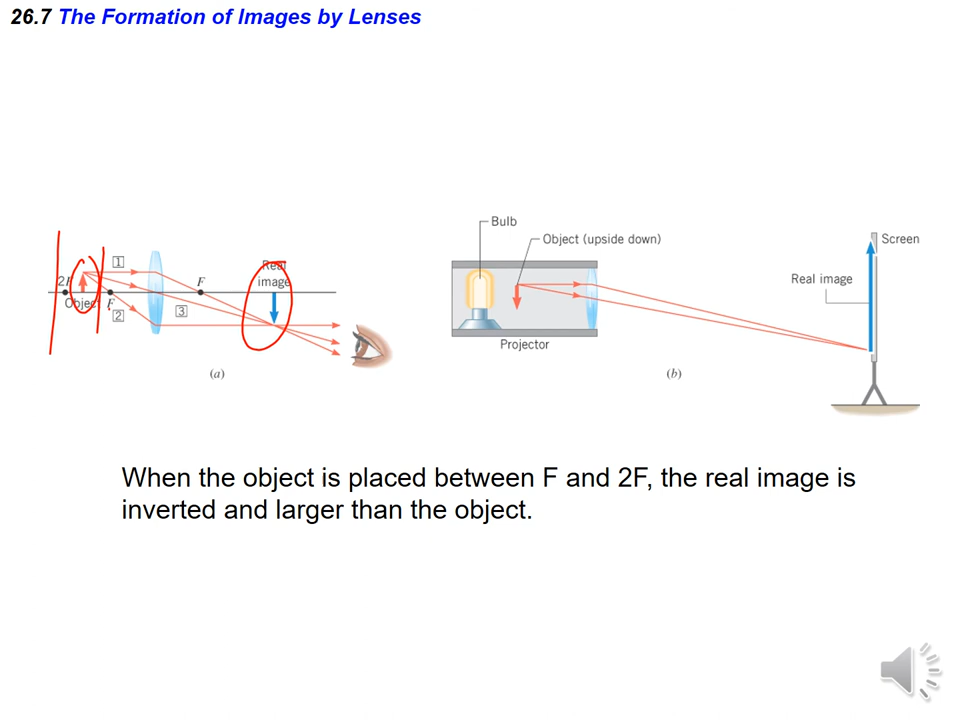 26.7 The Formation of Images by Lenses
Bulb
Object (upside down)
Screen
1
Real
2F
F
image
Real image
Object
F
2
3
Projector
(a)
(b)
When the object is placed between F and 2F, the real image is
inverted and larger than the object.